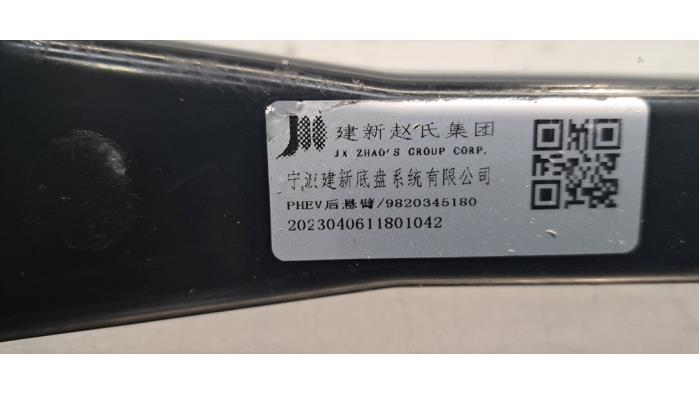 建新赵氏集团
JX ZHAO'S GROUP CORP.
宁波建新底盘系统有限公司
PHEV后悬臂/9820345180
2023040611801042